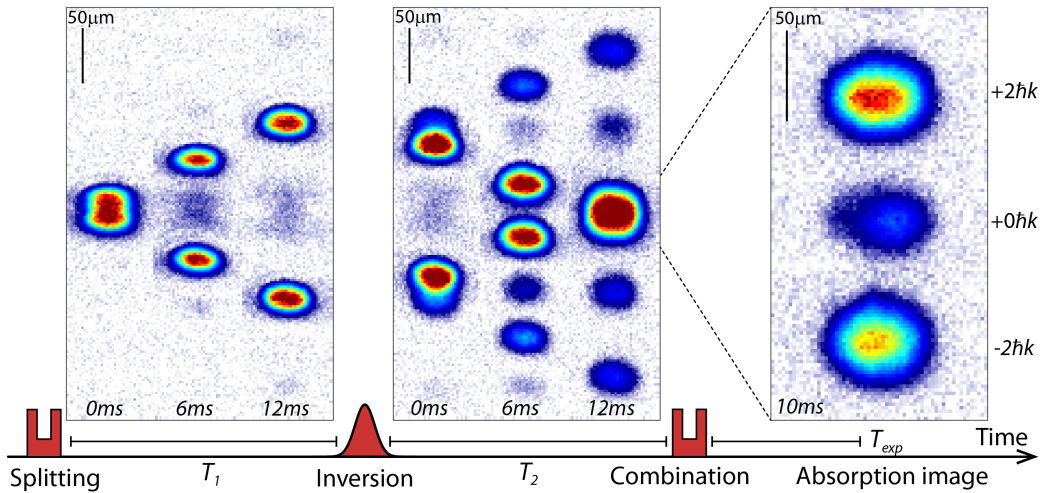 50μm
50μm
50μm
+2ħk
+0ħk
-2ħk
0ms 6ms 12ms
0ms 6ms 12ms
10ms
Splitting
T1
Inversion
T2
Combination
Texp
Time
Absorption image